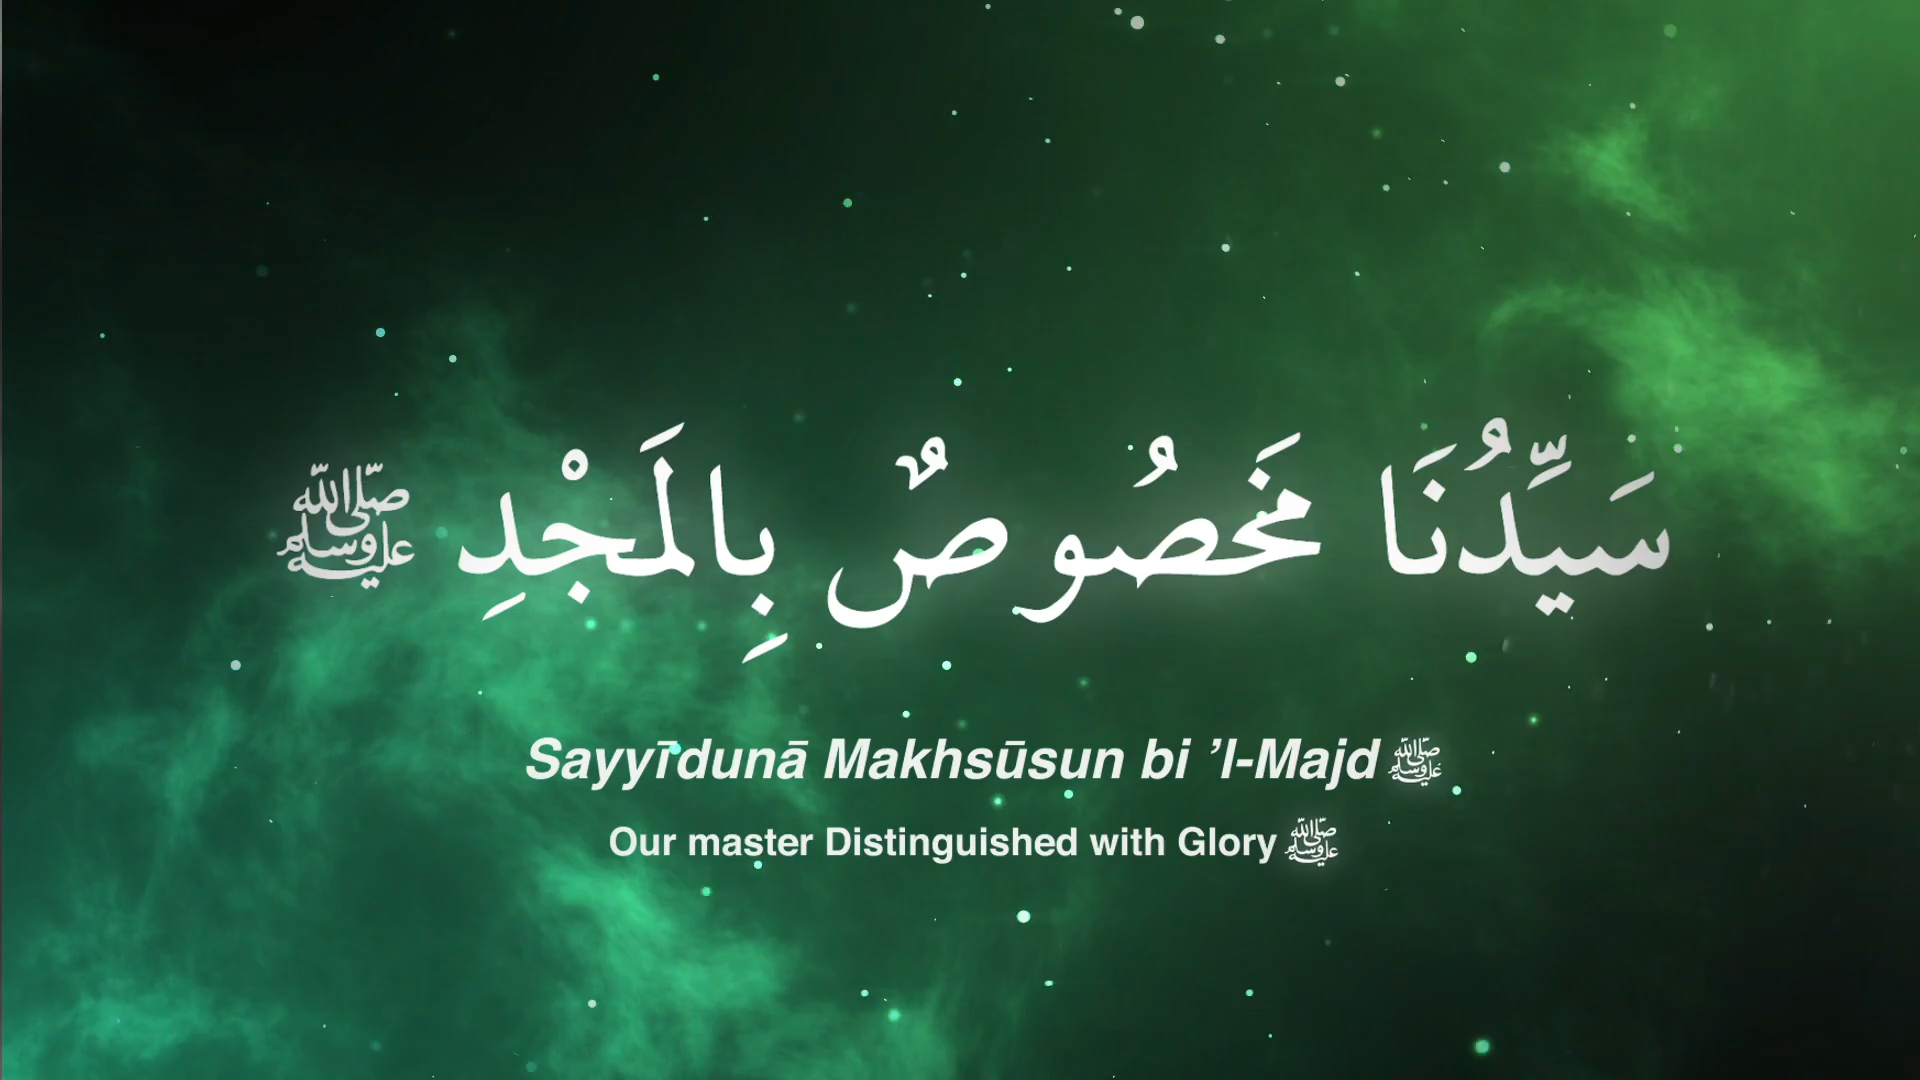 سَيِّدُنَا مَخْصُوصٌ بِالمَجْدِ ﷺ
Sayyīdunā Makhsūsun bi ’l-Majd ﷺ
Our master Distinguished with Glory ﷺ